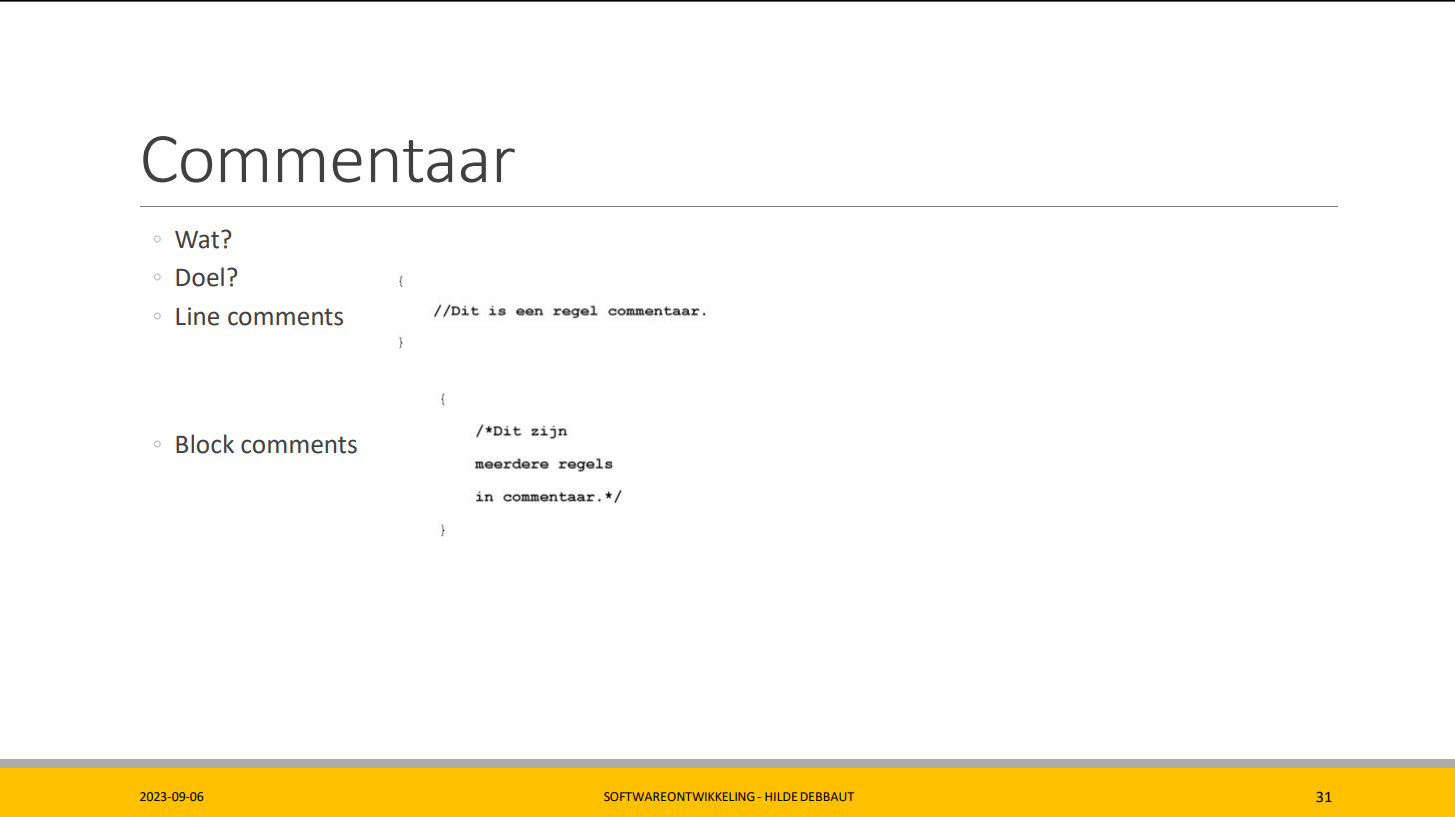 Commentaar
Wat?
Doel?
Line comments
{
//Dit is een regel commentaar.
}
Block comments
{
/*Dit zijn
meerdere regels
in commentaar.*/
}
2023-09-06
SOFTWAREONTWIKKELING - HILDE DEBBAUT
31